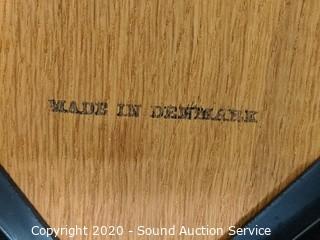 MADE IN DENMARK
Copyright 2020 - Sound Auction Service